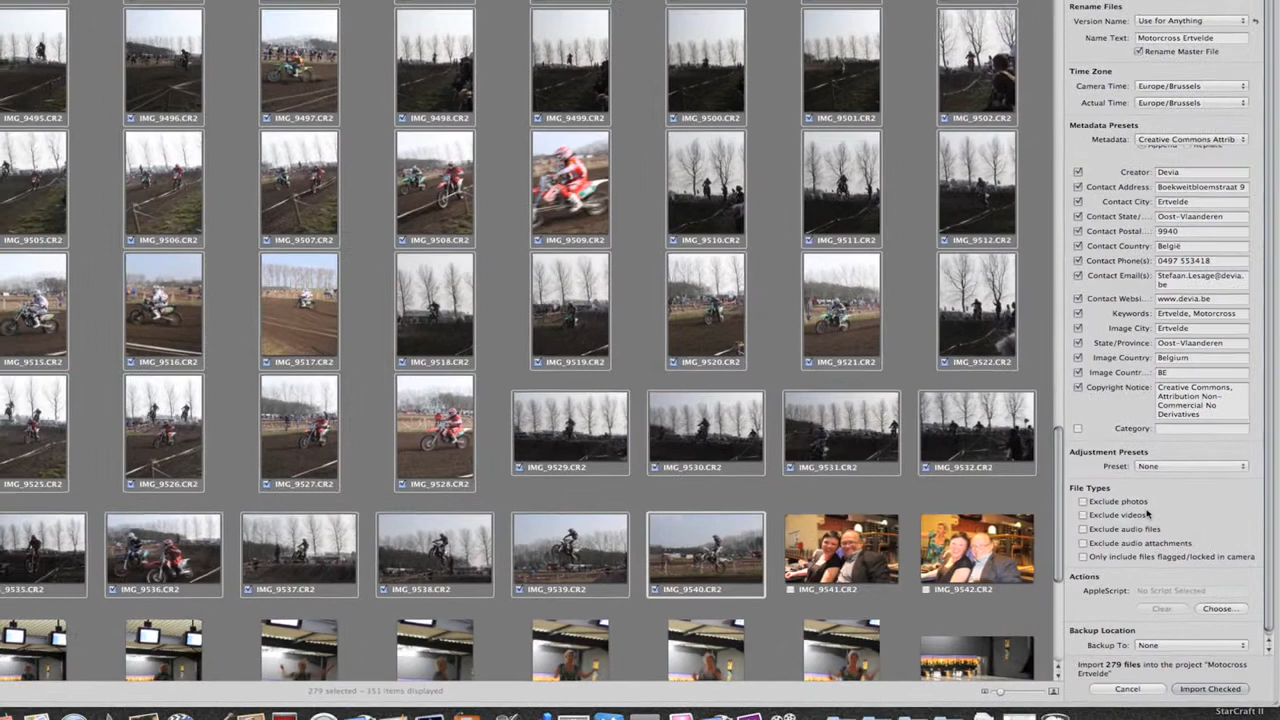 Rename Files
Version Name: Use for Anything
Name Text: Motorcross Ertvelde
Rename Master File
Time Zone
Camera Time: Europe/Brussels
Actual Time: Europe/Brussels
Metadata Presets
Metadata: Creative Commons Attrib
Creator: Devia
Contact Address: Boekweitbloemstraat 9
Contact City: Ertvelde
Contact State/... Oost-Vlaanderen
Contact Postal... 9940
Contact Country: België
Contact Phone(s): 0497 553418
Contact Email(s): Stefaan.Lesage@devia.
be
Contact Websi... www.devia.be
Keywords: Ertvelde, Motorcross
Image City: Ertvelde
State/Province: Oost-Vlaanderen
Image Country: Belgium
Image Countr... BE
Copyright Notice: Creative Commons,
Attribution Non-
Commercial No
Derivatives
Category:
Adjustment Presets
Preset: None
File Types
Exclude photos
Exclude videos
Exclude audio files
Exclude audio attachments
Only include files flagged/locked in camera
Actions
AppleScript: No Script Selected
Clear Choose...
Backup Location
Backup To: None
Import 279 files into the project "Motocross
Ertvelde"
Cancel Import Checked
StarCraft II
IMG_9495.CR2 IMG_9496.CR2 IMG_9497.CR2 IMG_9498.CR2 IMG_9499.CR2 IMG_9500.CR2 IMG_9501.CR2 IMG_9502.CR2
IMG_9505.CR2 IMG_9506.CR2 IMG_9507.CR2 IMG_9508.CR2 IMG_9509.CR2 IMG_9510.CR2 IMG_9511.CR2 IMG_9512.CR2
IMG_9515.CR2 IMG_9516.CR2 IMG_9517.CR2 IMG_9518.CR2 IMG_9519.CR2 IMG_9520.CR2 IMG_9521.CR2 IMG_9522.CR2
IMG_9525.CR2 IMG_9526.CR2 IMG_9527.CR2 IMG_9528.CR2 IMG_9529.CR2 IMG_9530.CR2 IMG_9531.CR2 IMG_9532.CR2
IMG_9535.CR2 IMG_9536.CR2 IMG_9537.CR2 IMG_9538.CR2 IMG_9539.CR2 IMG_9540.CR2 IMG_9541.CR2 IMG_9542.CR2
279 selected — 351 items displayed